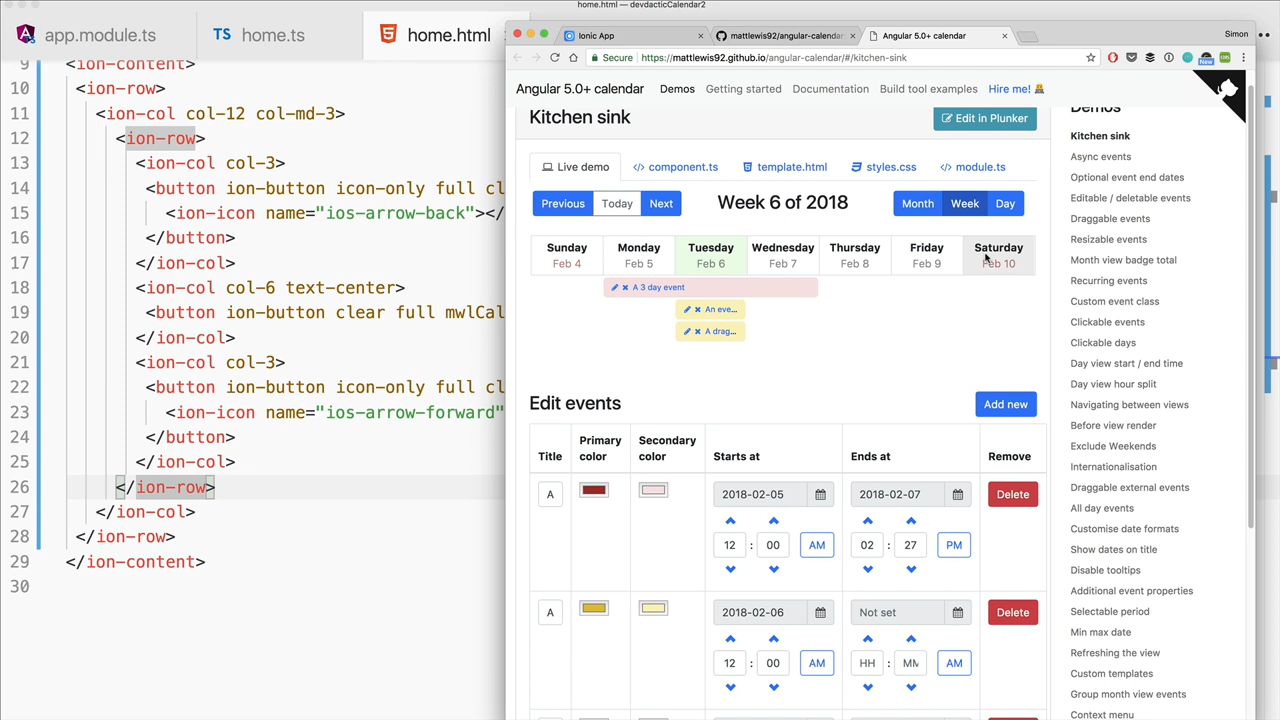 home.html — devdacticCalendar2
app.module.ts
TS home.ts
home.html
9 <ion-content>
10 <ion-row>
11 <ion-col col-12 col-md-3>
12 <ion-row>
13 <ion-col col-3>
14 <button ion-button icon-only full cl
15 <ion-icon name="ios-arrow-back"></
16 </button>
17 </ion-col>
18 <ion-col col-6 text-center>
19 <button ion-button clear full mwlCal
20 </ion-col>
21 <ion-col col-3>
22 <button ion-button icon-only full cl
23 <ion-icon name="ios-arrow-forward"
24 </button>
25 </ion-col>
26 </ion-row>
27 </ion-col>
28 </ion-row>
29 </ion-content>
30
Ionic App
mattlewis92/angular-calendar
Angular 5.0+ calendar
Simon
Secure https://mattlewis92.github.io/angular-calendar/#/kitchen-sink
New
Angular 5.0+ calendar Demos Getting started Documentation Build tool examples Hire me!
Kitchen sink
Edit in Plunker
Live demo component.ts template.html styles.css module.ts
Previous Today Next
Week 6 of 2018
Month Week Day
Sunday Monday Tuesday Wednesday Thursday Friday Saturday
Feb 4 Feb 5 Feb 6 Feb 7 Feb 8 Feb 9 Feb 10
A 3 day event
An eve...
A drag...
Edit events
Add new
Title Primary color Secondary color Starts at Ends at Remove
A 2018-02-05 2018-02-07 Delete
12 : 00 AM 02 : 27 PM
A 2018-02-06 Not set Delete
12 : 00 AM HH : MM AM
Demos
Kitchen sink
Async events
Optional event end dates
Editable / deletable events
Draggable events
Resizable events
Month view badge total
Recurring events
Custom event class
Clickable events
Clickable days
Day view start / end time
Day view hour split
Navigating between views
Before view render
Exclude Weekends
Internationalisation
Draggable external events
All day events
Customise date formats
Show dates on title
Disable tooltips
Additional event properties
Selectable period
Min max date
Refreshing the view
Custom templates
Group month view events
Context menu